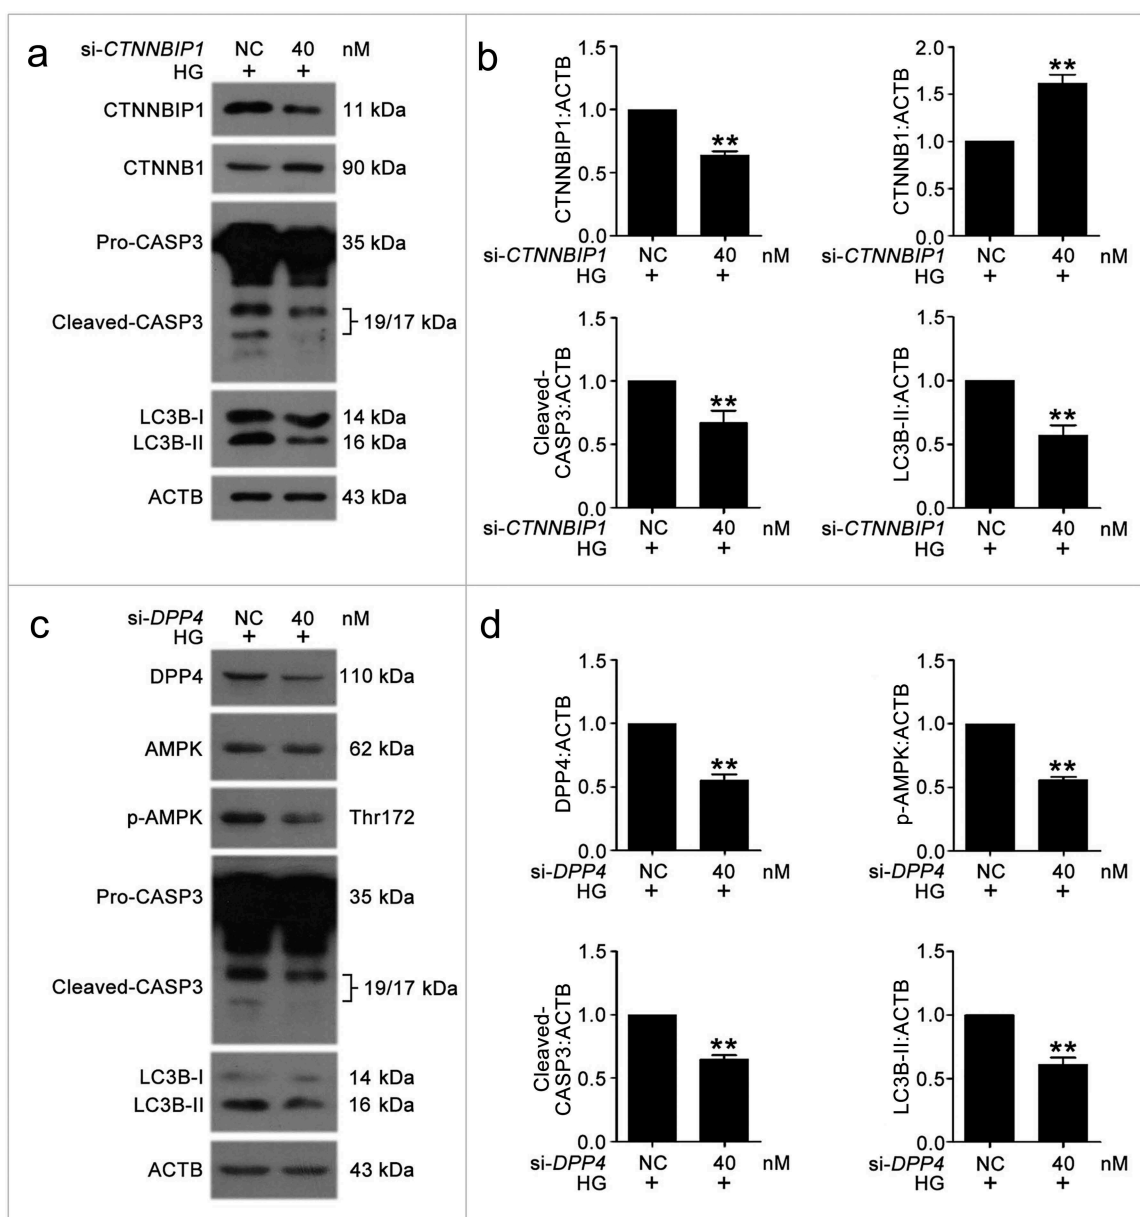 a
si-CTNNBIP1 NC 40 nM
HG + +
CTNNBIP1 11 kDa
CTNNB1 90 kDa
Pro-CASP3 35 kDa
Cleaved-CASP3 19/17 kDa
LC3B-I 14 kDa
LC3B-II 16 kDa
ACTB 43 kDa
b
CTNNBIP1:ACTB
1.5
1.0
0.5
0.0
**
si-CTNNBIP1 NC 40 nM
HG + +
CTNNB1:ACTB
2.0
1.5
1.0
0.5
0.0
**
si-CTNNBIP1 NC 40 nM
HG + +
Cleaved-
CASP3:ACTB
1.5
1.0
0.5
0.0
**
si-CTNNBIP1 NC 40 nM
HG + +
LC3B-II:ACTB
1.5
1.0
0.5
0.0
**
si-CTNNBIP1 NC 40 nM
HG + +
c
si-DPP4 NC 40 nM
HG + +
DPP4 110 kDa
AMPK 62 kDa
p-AMPK Thr172
Pro-CASP3 35 kDa
Cleaved-CASP3 19/17 kDa
LC3B-I 14 kDa
LC3B-II 16 kDa
ACTB 43 kDa
d
DPP4:ACTB
1.5
1.0
0.5
0.0
**
si-DPP4 NC 40 nM
HG + +
p-AMPK:ACTB
1.5
1.0
0.5
0.0
**
si-DPP4 NC 40 nM
HG + +
Cleaved-
CASP3:ACTB
1.5
1.0
0.5
0.0
**
si-DPP4 NC 40 nM
HG + +
LC3B-II:ACTB
1.5
1.0
0.5
0.0
**
si-DPP4 NC 40 nM
HG + +